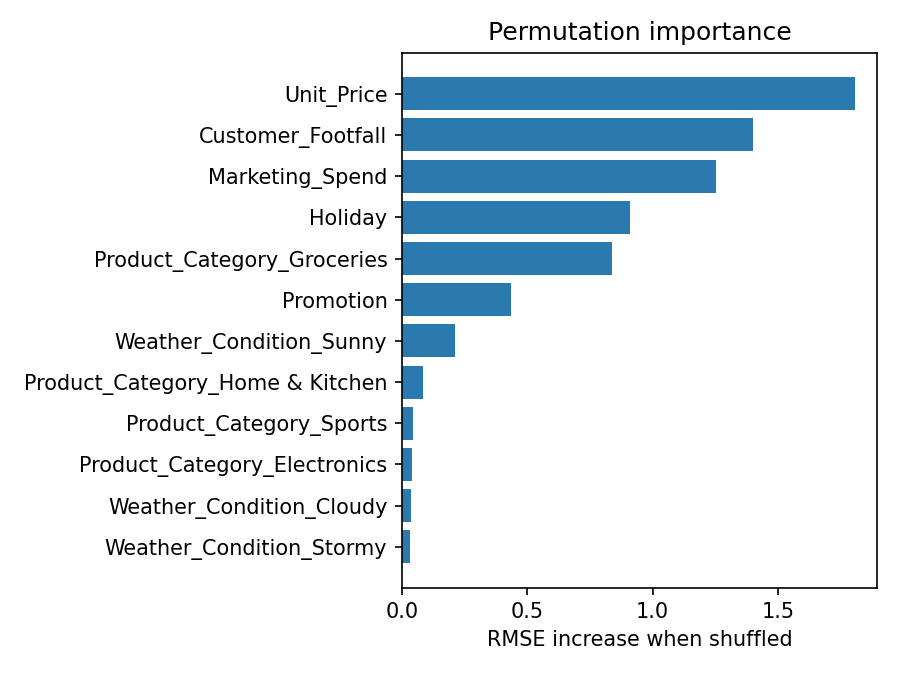 Permutation importance
Unit_Price
Customer_Footfall
Marketing_Spend
Holiday
Product_Category_Groceries
Promotion
Weather_Condition_Sunny
Product_Category_Home & Kitchen
Product_Category_Sports
Product_Category_Electronics
Weather_Condition_Cloudy
Weather_Condition_Stormy
0.0 0.5 1.0 1.5
RMSE increase when shuffled